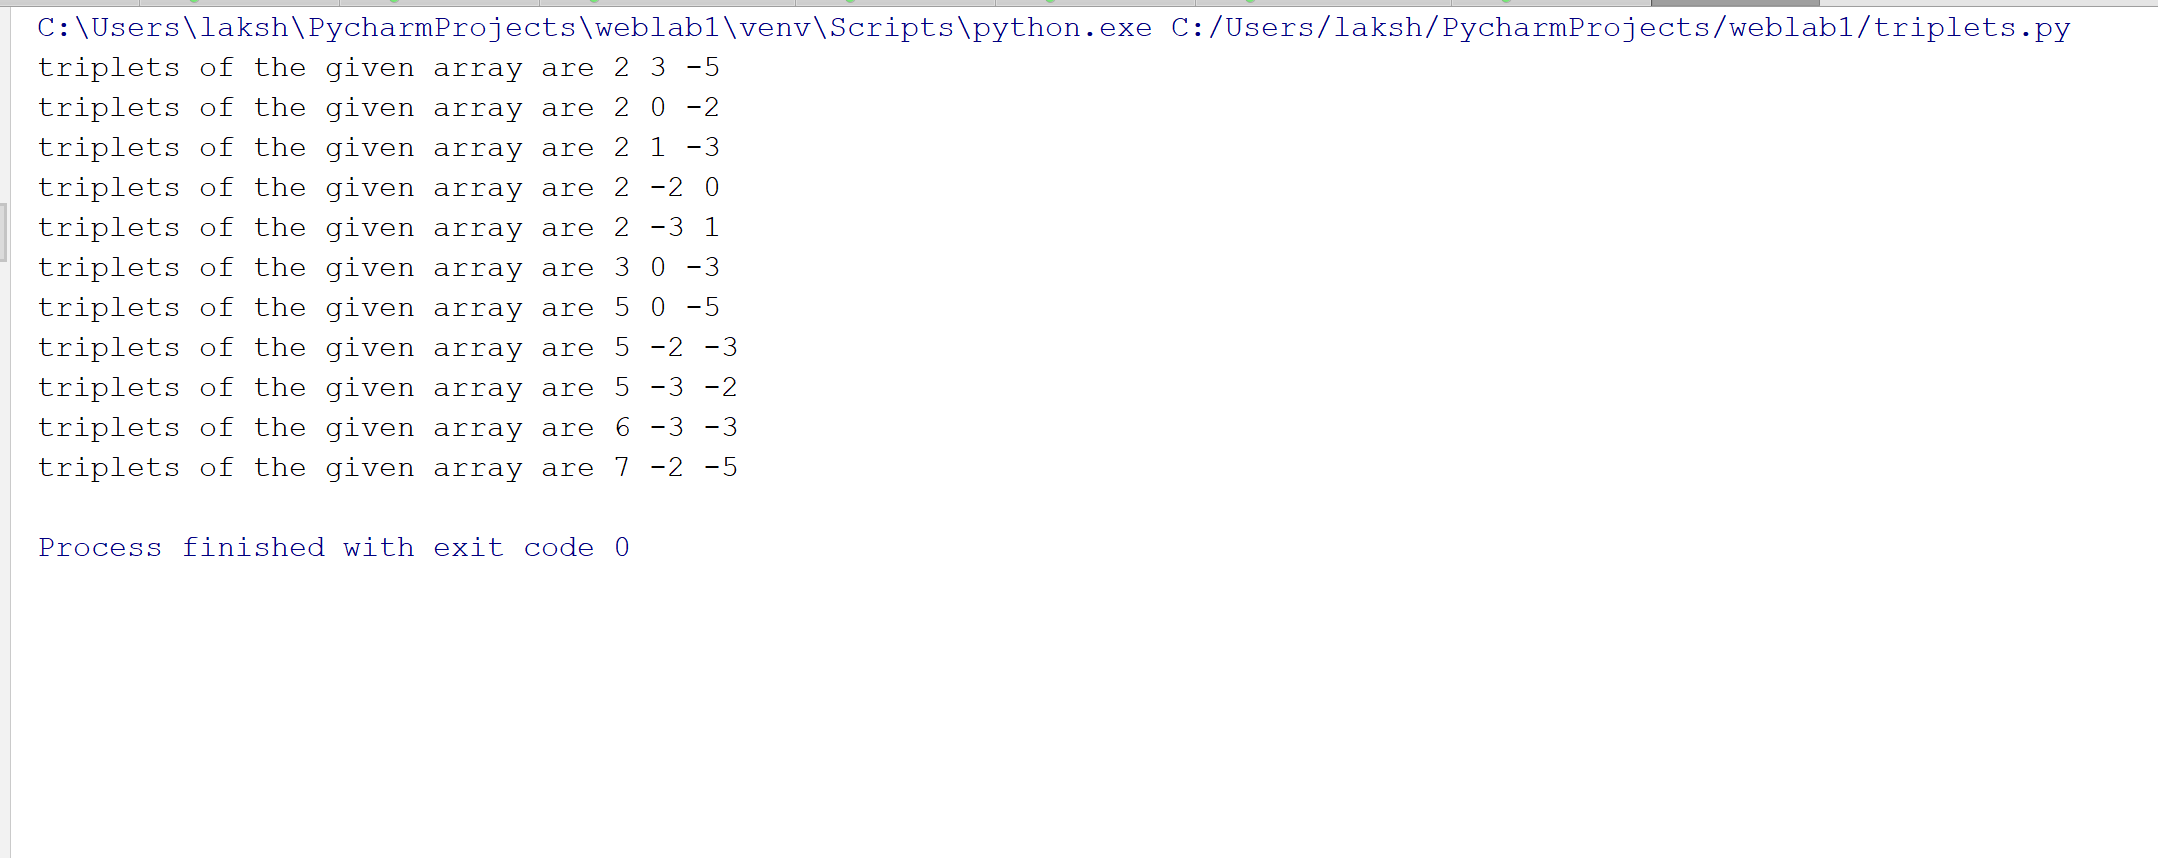 C:\Users\laksh\PycharmProjects\weblab1\venv\Scripts\python.exe C:/Users/laksh/PycharmProjects/weblab1/triplets.py
triplets of the given array are 2 3 -5
triplets of the given array are 2 0 -2
triplets of the given array are 2 1 -3
triplets of the given array are 2 -2 0
triplets of the given array are 2 -3 1
triplets of the given array are 3 0 -3
triplets of the given array are 5 0 -5
triplets of the given array are 5 -2 -3
triplets of the given array are 5 -3 -2
triplets of the given array are 6 -3 -3
triplets of the given array are 7 -2 -5
Process finished with exit code 0